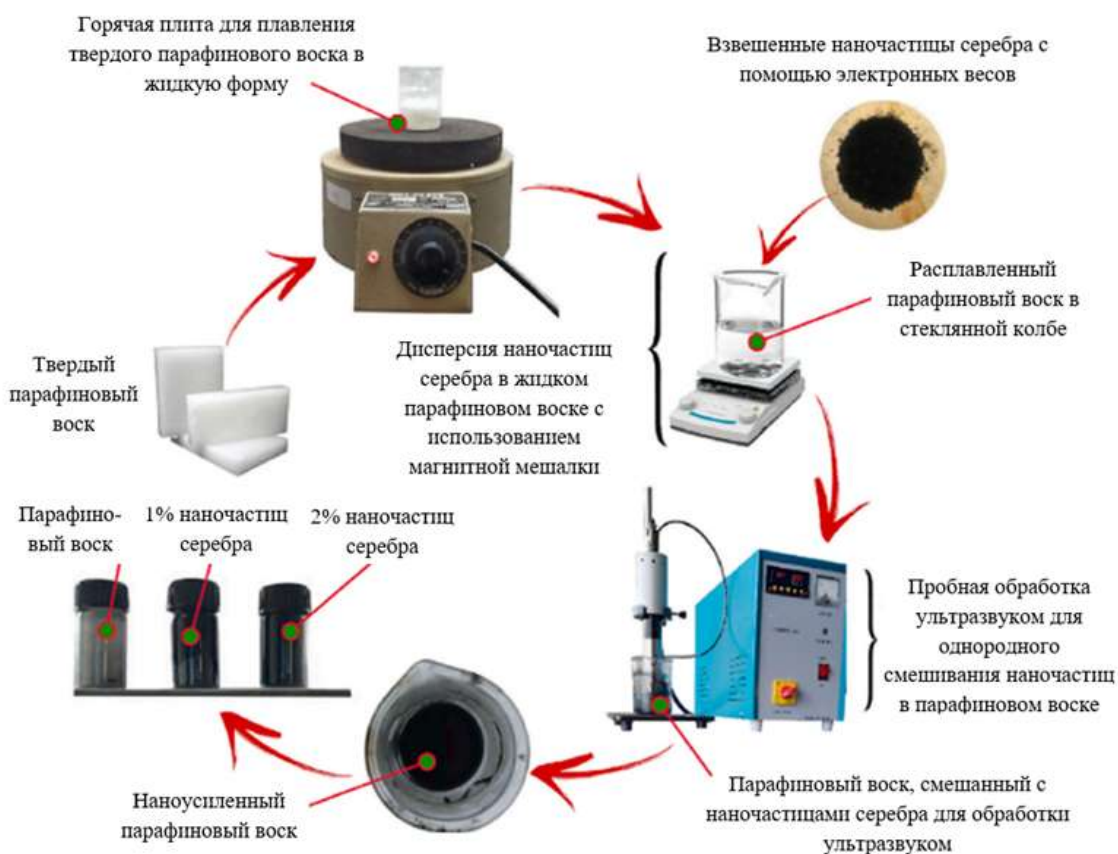 Горячая плита для плавления
твердого парафинового воска в
жидкую форму
Взвешенные наночастицы серебра с
помощью электронных весов
Расплавленный
парафиновый воск в
стеклянной колбе
Дисперсия наночастиц
серебра в жидком
парафиновом воске с
использованием
магнитной мешалки
Твердый
парафиновый
воск
Парафино-
вый воск
1% наночастиц
серебра
2% наночастиц
серебра
Пробная обработка
ультразвуком для
однородного
смешивания наночастиц
в парафиновом воске
Наноусиленный
парафиновый воск
Парафиновый воск, смешанный с
наночастицами серебра для обработки
ультразвуком